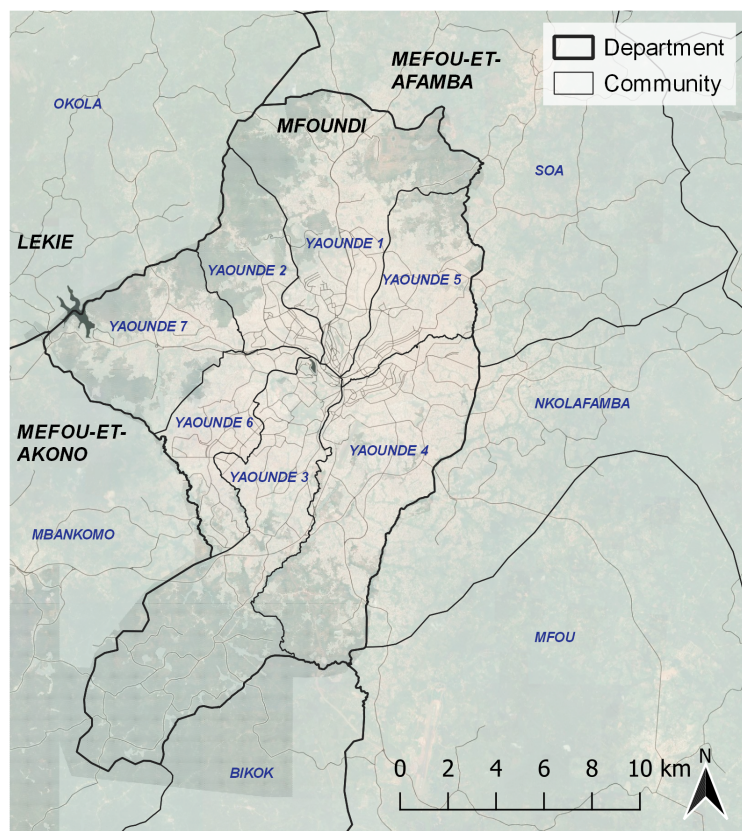 Department
Community
MEFOU-ET-
AFAMBA
OKOLA
MFOUNDI
SOA
LEKIE
YAOUNDE 1
YAOUNDE 2
YAOUNDE 5
YAOUNDE 7
NKOLAFAMBA
YAOUNDE 6
MEFOU-ET-
AKONO
YAOUNDE 4
YAOUNDE 3
MBANKOMO
MFOU
BIKOK
0 2 4 6 8 10 km
N